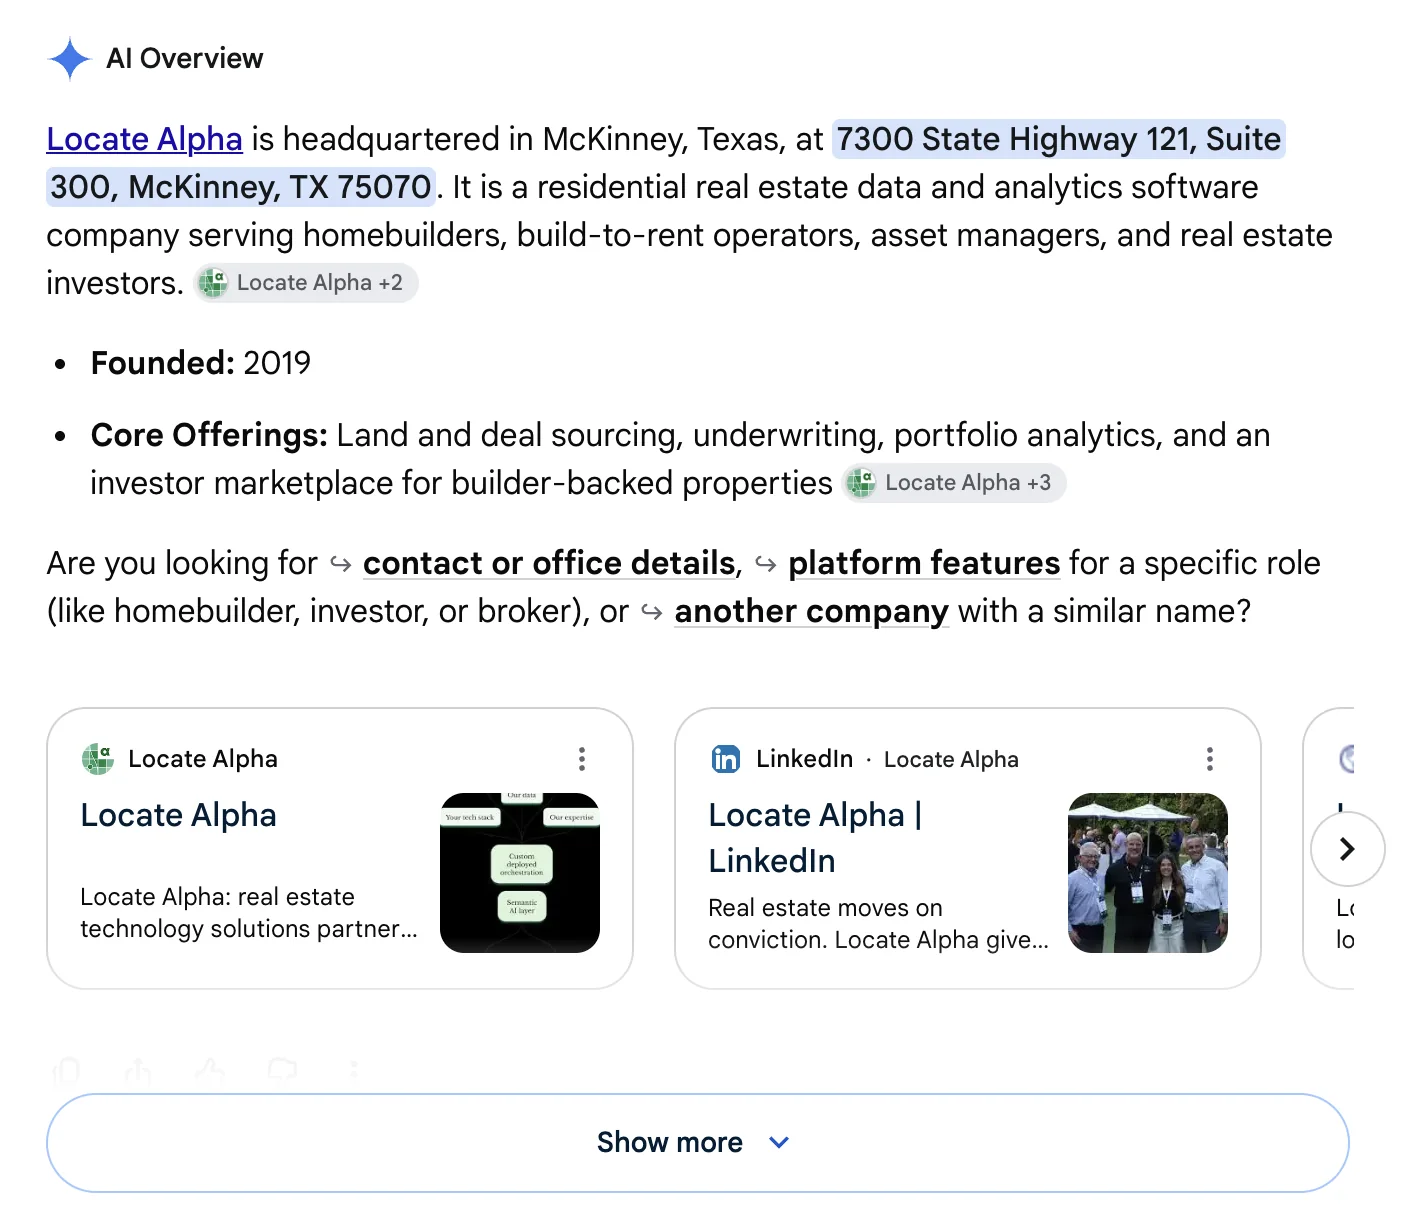 AI Overview
Locate Alpha is headquartered in McKinney, Texas, at 7300 State Highway 121, Suite
300, McKinney, TX 75070. It is a residential real estate data and analytics software
company serving homebuilders, build-to-rent operators, asset managers, and real estate
investors. Locate Alpha +2
• Founded: 2019
• Core Offerings: Land and deal sourcing, underwriting, portfolio analytics, and an
investor marketplace for builder-backed properties Locate Alpha +3
Are you looking for ↪ contact or office details, ↪ platform features for a specific role
(like homebuilder, investor, or broker), or ↪ another company with a similar name?
Locate Alpha
Locate Alpha
Locate Alpha: real estate
technology solutions partner...
Our data
Your tech stack
Our expertise
Custom
deployed
orchestration
Semantic
AI layer
LinkedIn · Locate Alpha
Locate Alpha |
LinkedIn
Real estate moves on
conviction. Locate Alpha give...
lo
Show more